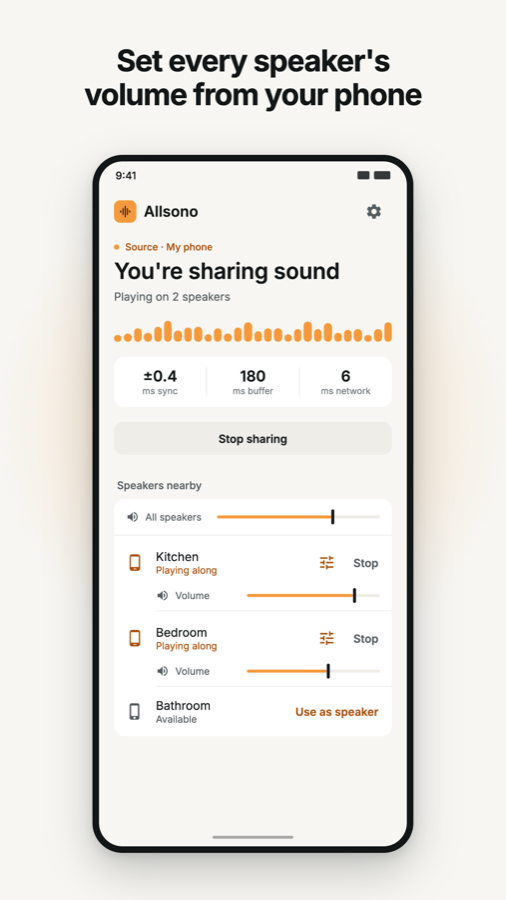 Set every speaker's
volume from your phone
9:41
Allsono
Source · My phone
You're sharing sound
Playing on 2 speakers
±0.4
ms sync
180
ms buffer
6
ms network
Stop sharing
Speakers nearby
All speakers
Kitchen
Playing along
Stop
Volume
Bedroom
Playing along
Stop
Volume
Bathroom
Available
Use as speaker